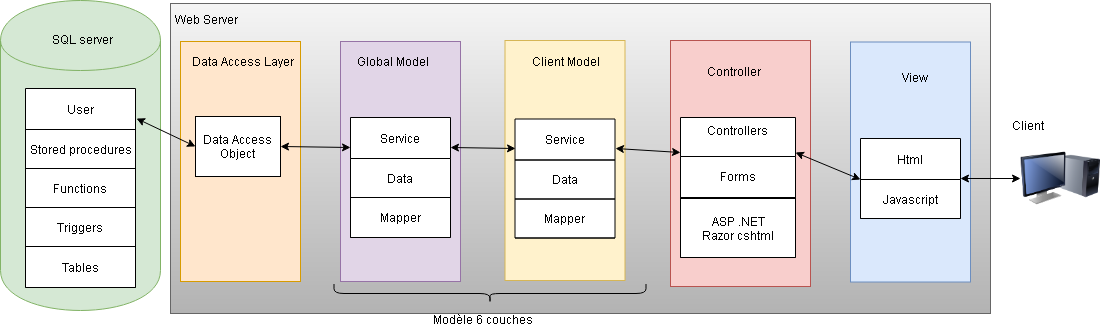 SQL server
User
Stored procedures
Functions
Triggers
Tables
Web Server
Data Access Layer
Data Access
Object
Global Model
Service
Data
Mapper
Client Model
Service
Data
Mapper
Modèle 6 couches
Controller
Controllers
Forms
ASP .NET
Razor cshtml
View
Html
Javascript
Client